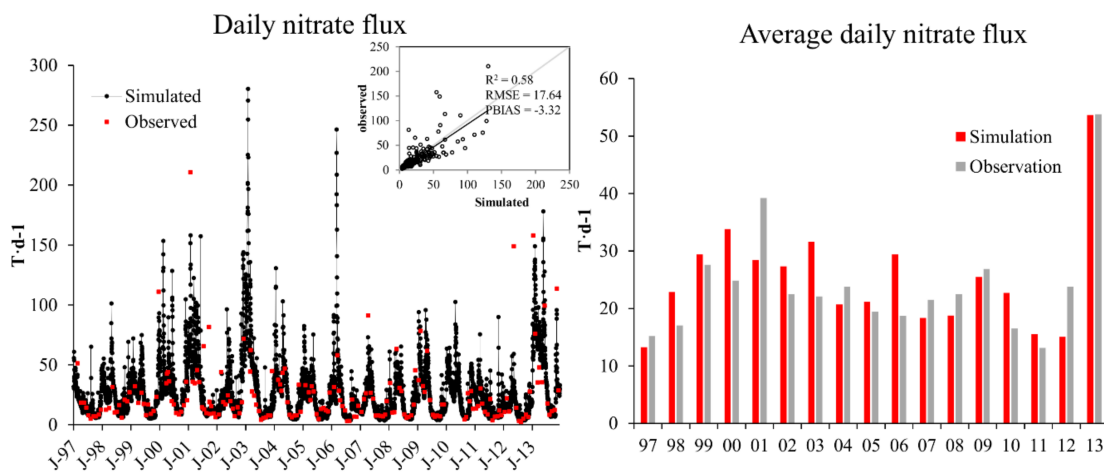 Daily nitrate flux
300
250
200
150
100
50
0
T·d-1
Simulated
Observed
J-97
J-98
J-99
J-00
J-01
J-02
J-03
J-04
J-05
J-06
J-07
J-08
J-09
J-10
J-11
J-12
J-13
250
200
150
100
50
0
observed
R² = 0.58
RMSE = 17.64
PBIAS = -3.32
0 50 100 150 200 250
Simulated
Average daily nitrate flux
60
50
40
30
20
10
0
T·d-1
Simulation
Observation
97 98 99 00 01 02 03 04 05 06 07 08 09 10 11 12 13